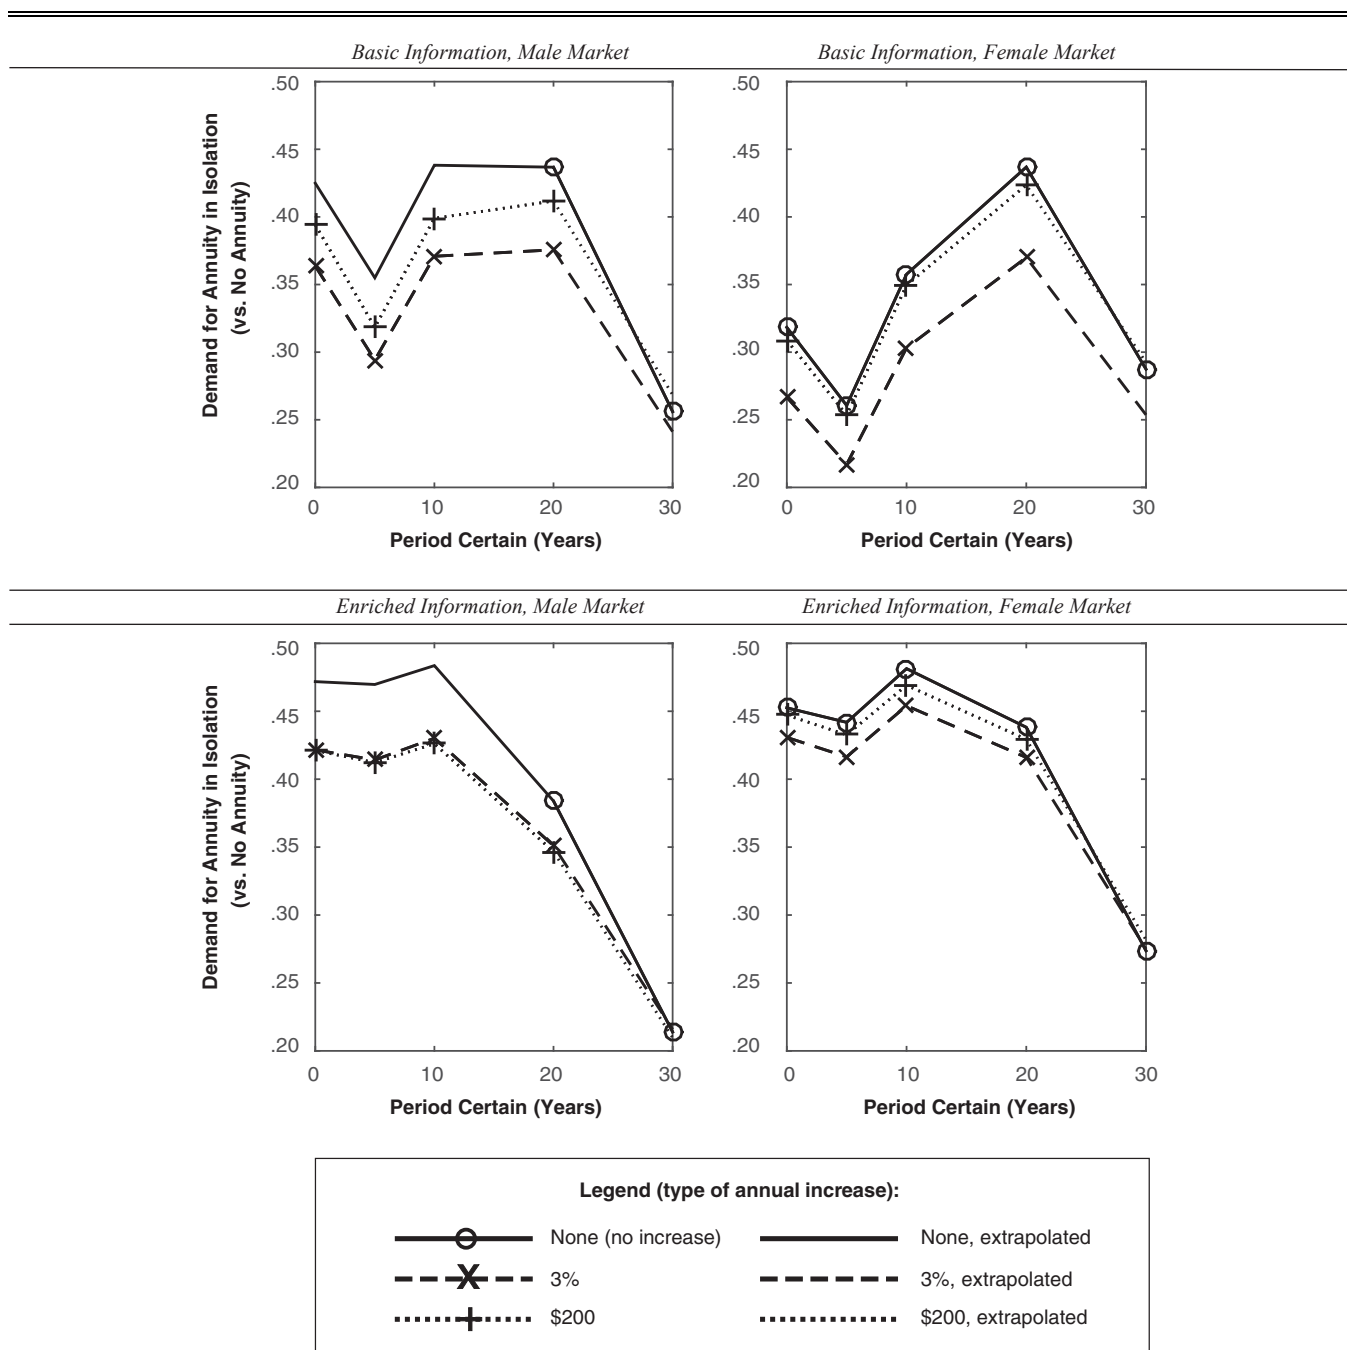 Basic Information, Male Market
Basic Information, Female Market
Demand for Annuity in Isolation
(vs. No Annuity)
.50
.45
.40
.35
.30
.25
.20
0 10 20 30
Period Certain (Years)
.50
.45
.40
.35
.30
.25
.20
0 10 20 30
Period Certain (Years)
Enriched Information, Male Market
Enriched Information, Female Market
Demand for Annuity in Isolation
(vs. No Annuity)
.50
.45
.40
.35
.30
.25
.20
0 10 20 30
Period Certain (Years)
.50
.45
.40
.35
.30
.25
.20
0 10 20 30
Period Certain (Years)
Legend (type of annual increase):
None (no increase)
None, extrapolated
3%
3%, extrapolated
$200
$200, extrapolated